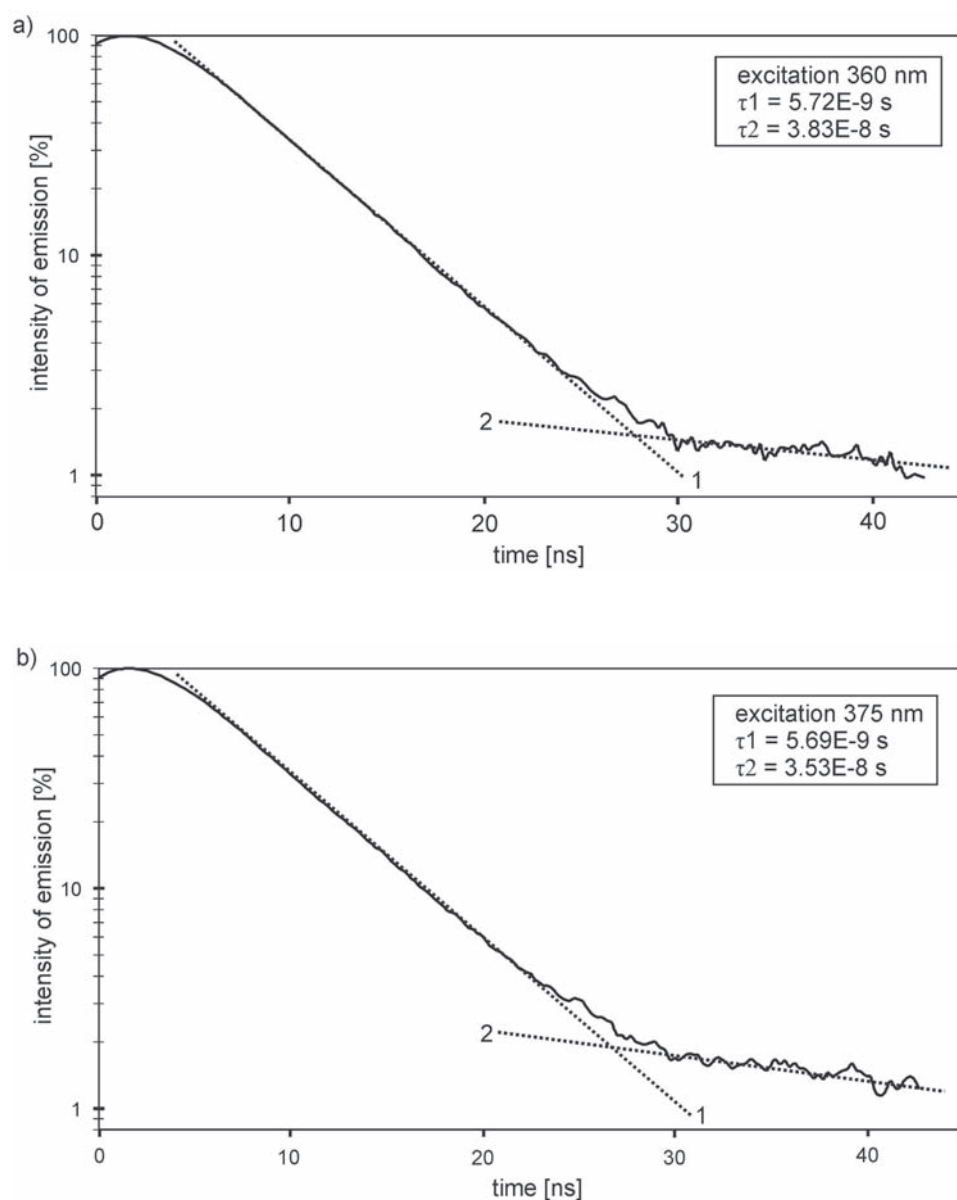 a)
100
10
1
intensity of emission [%]
excitation 360 nm
τ1 = 5.72E-9 s
τ2 = 3.83E-8 s
2
1
0 10 20 30 40
time [ns]
b)
100
10
1
intensity of emission [%]
excitation 375 nm
τ1 = 5.69E-9 s
τ2 = 3.53E-8 s
2
1
0 10 20 30 40
time [ns]